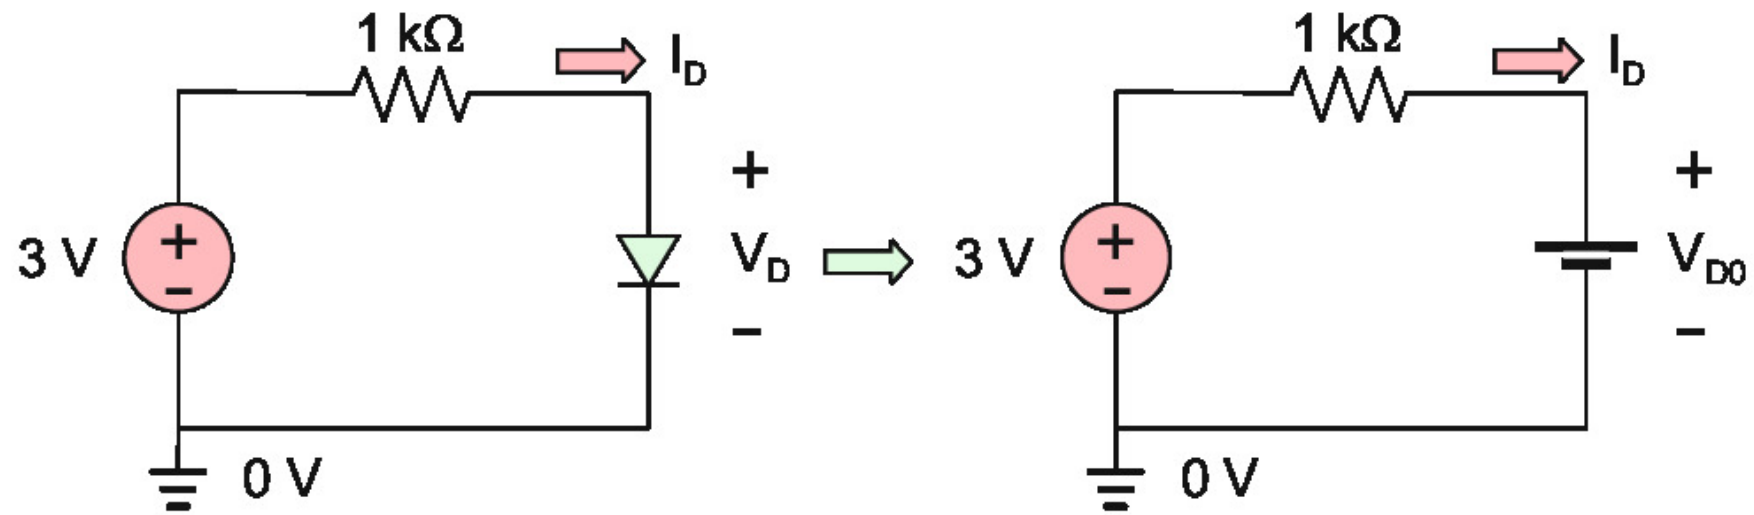 1 kΩ
I_D
+
3 V
+
−
V_D
−
0 V
1 kΩ
I_D
+
3 V
+
−
V_D0
−
0 V